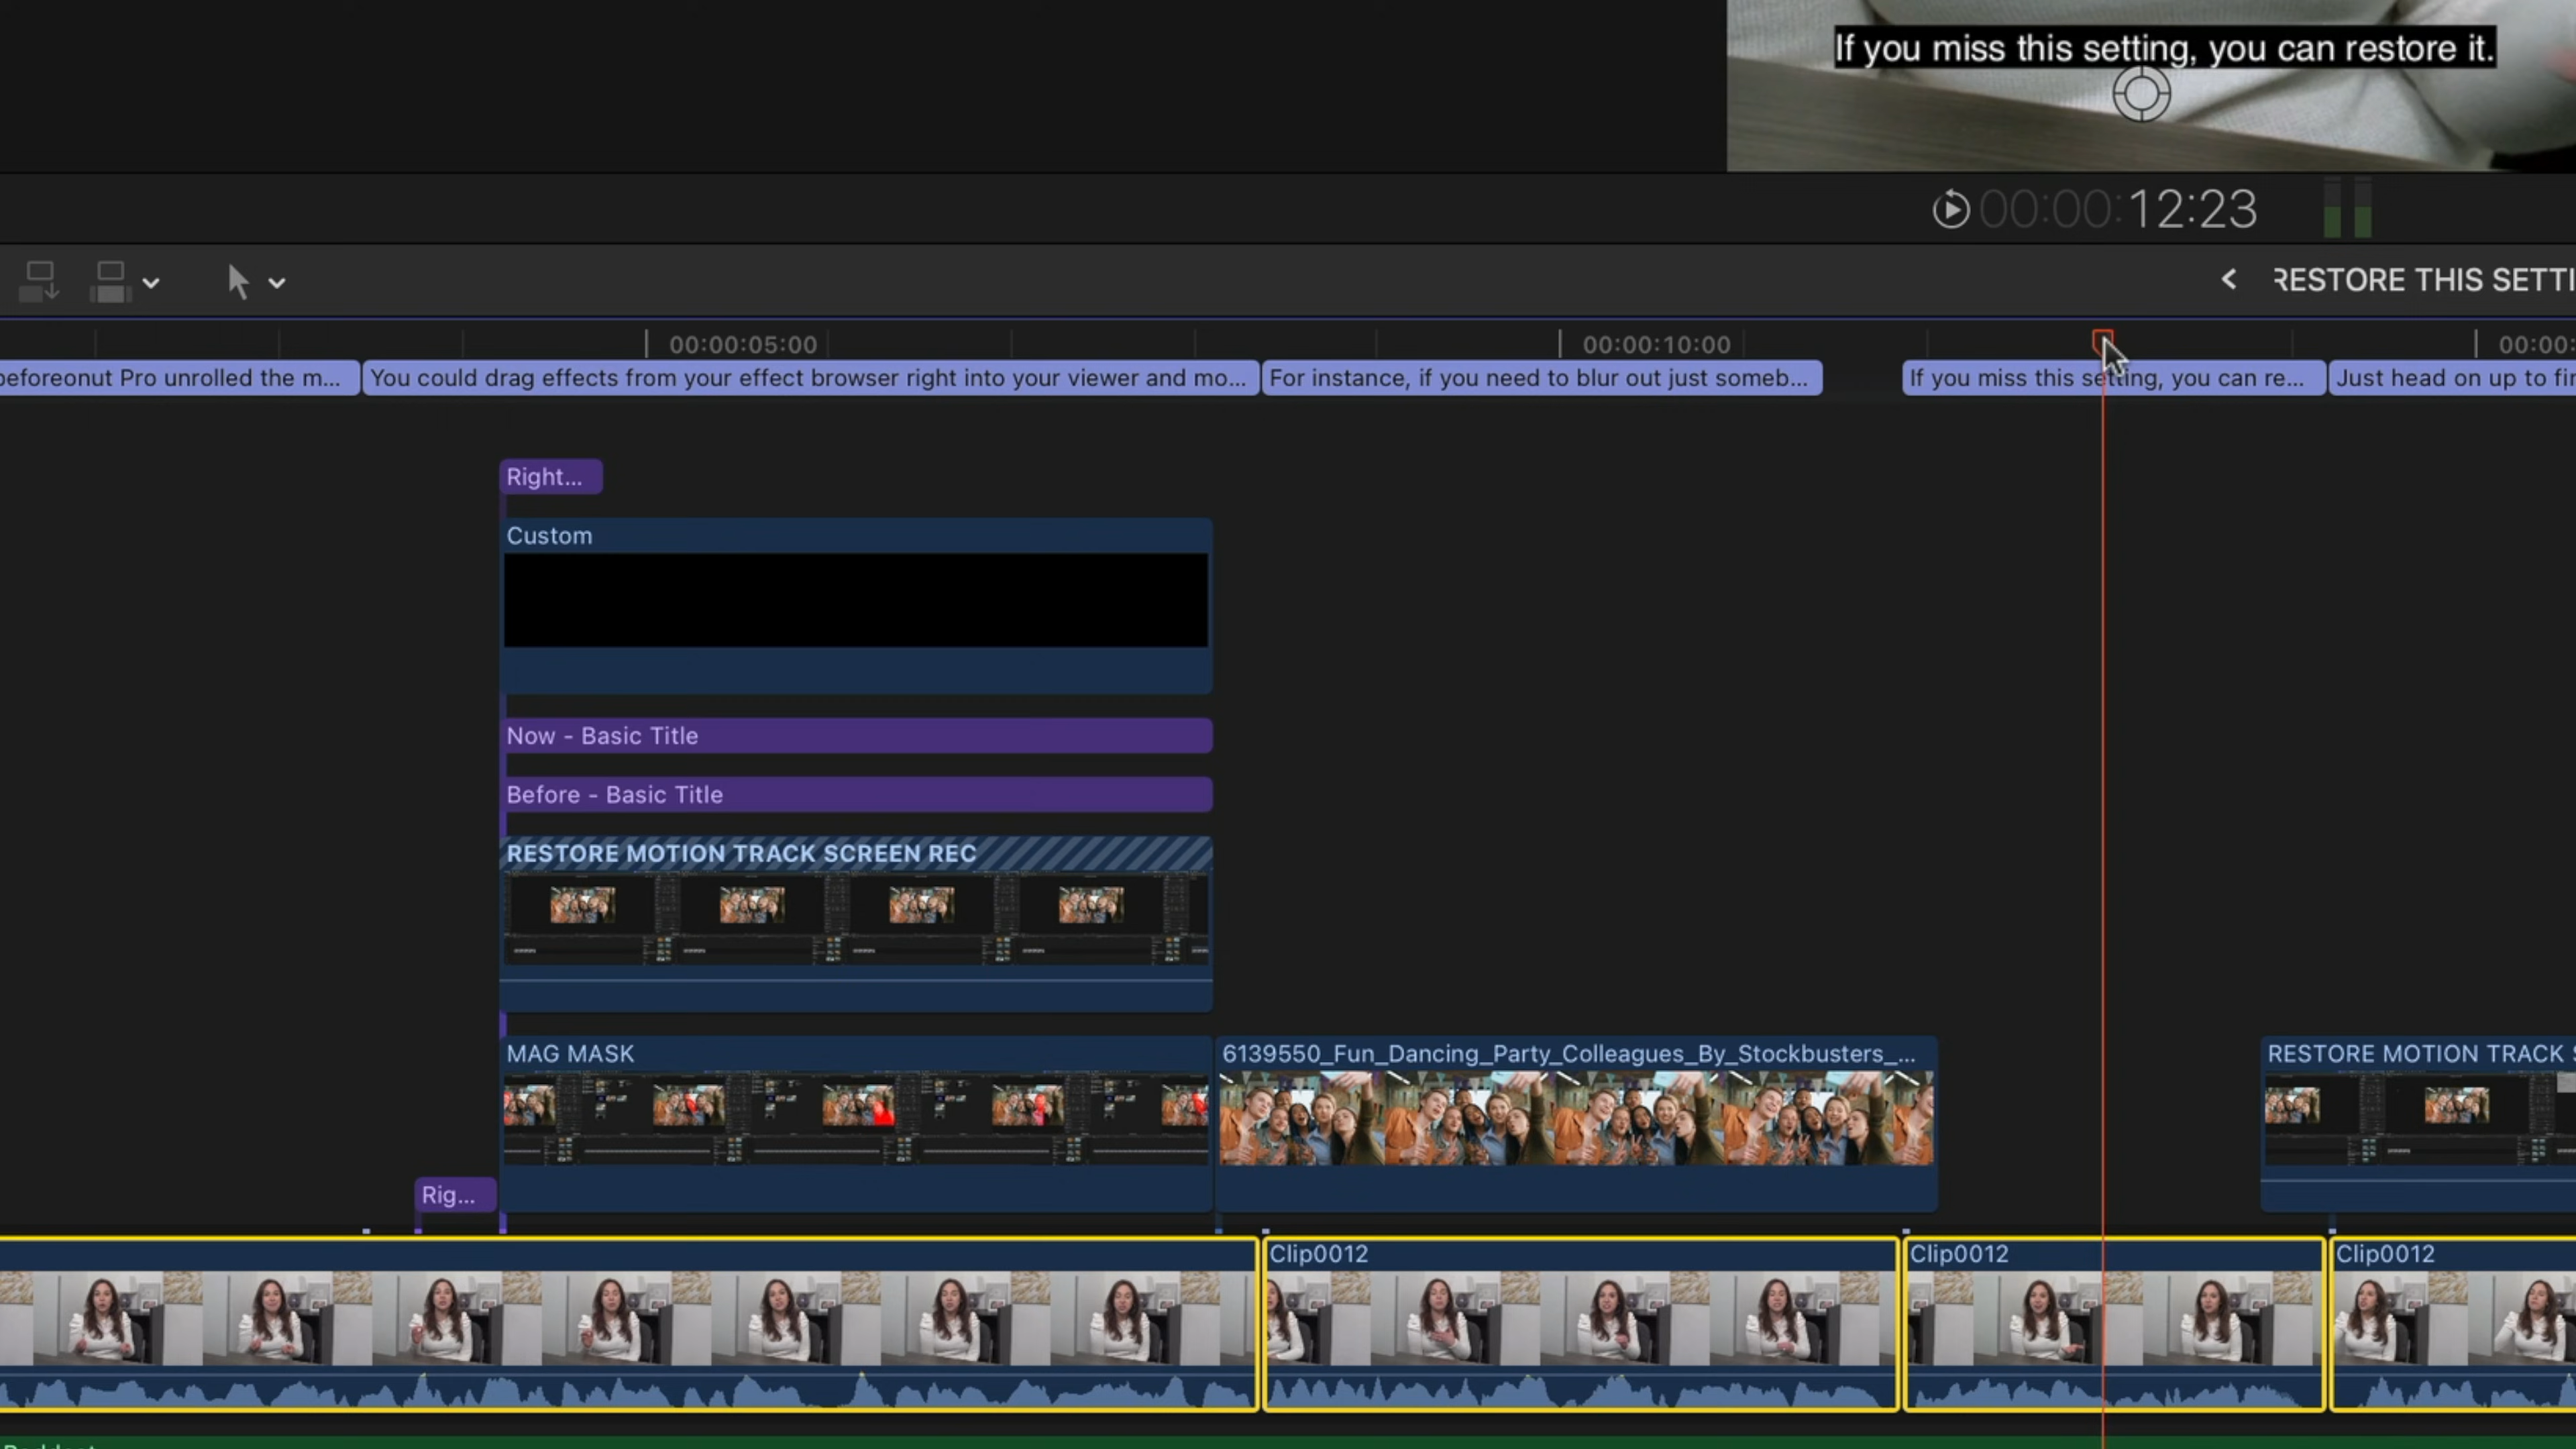 If you miss this setting, you can restore it.
00:00:12:23
RESTORE THIS SETTI
00:00:05:00
00:00:10:00
00:00:
beforeonut Pro unrolled the m...
You could drag effects from your effect browser right into your viewer and mo...
For instance, if you need to blur out just someb...
If you miss this setting, you can re...
Just head on up to fin
Right...
Custom
Now - Basic Title
Before - Basic Title
RESTORE MOTION TRACK SCREEN REC
MAG MASK
6139550_Fun_Dancing_Party_Colleagues_By_Stockbusters_...
RESTORE MOTION TRACK S
Rig...
Clip0012
Clip0012
Clip0012